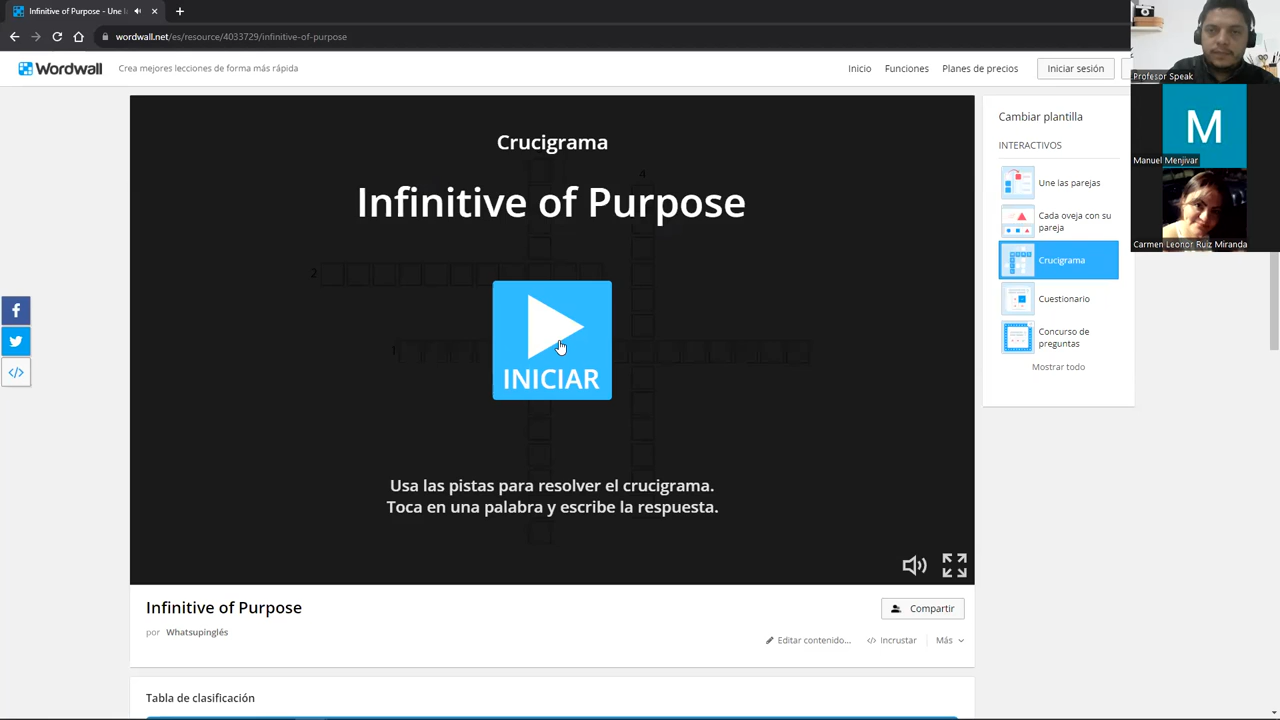 Infinitive of Purpose - Une l
wordwall.net/es/resource/4033729/infinitive-of-purpose
Wordwall
Crea mejores lecciones de forma más rápida
Inicio
Funciones
Planes de precios
Iniciar sesión
Profesor Speak
M
Manuel Menjivar
Carmen Leonor Ruiz Miranda
Crucigrama
Infinitive of Purpose
4
2
1
INICIAR
Usa las pistas para resolver el crucigrama.
Toca en una palabra y escribe la respuesta.
Cambiar plantilla
INTERACTIVOS
Une las parejas
Cada oveja con su
pareja
Crucigrama
Cuestionario
Concurso de
preguntas
Mostrar todo
Infinitive of Purpose
Compartir
por Whatsupinglés
Editar contenido...
Incrustar
Más
Tabla de clasificación